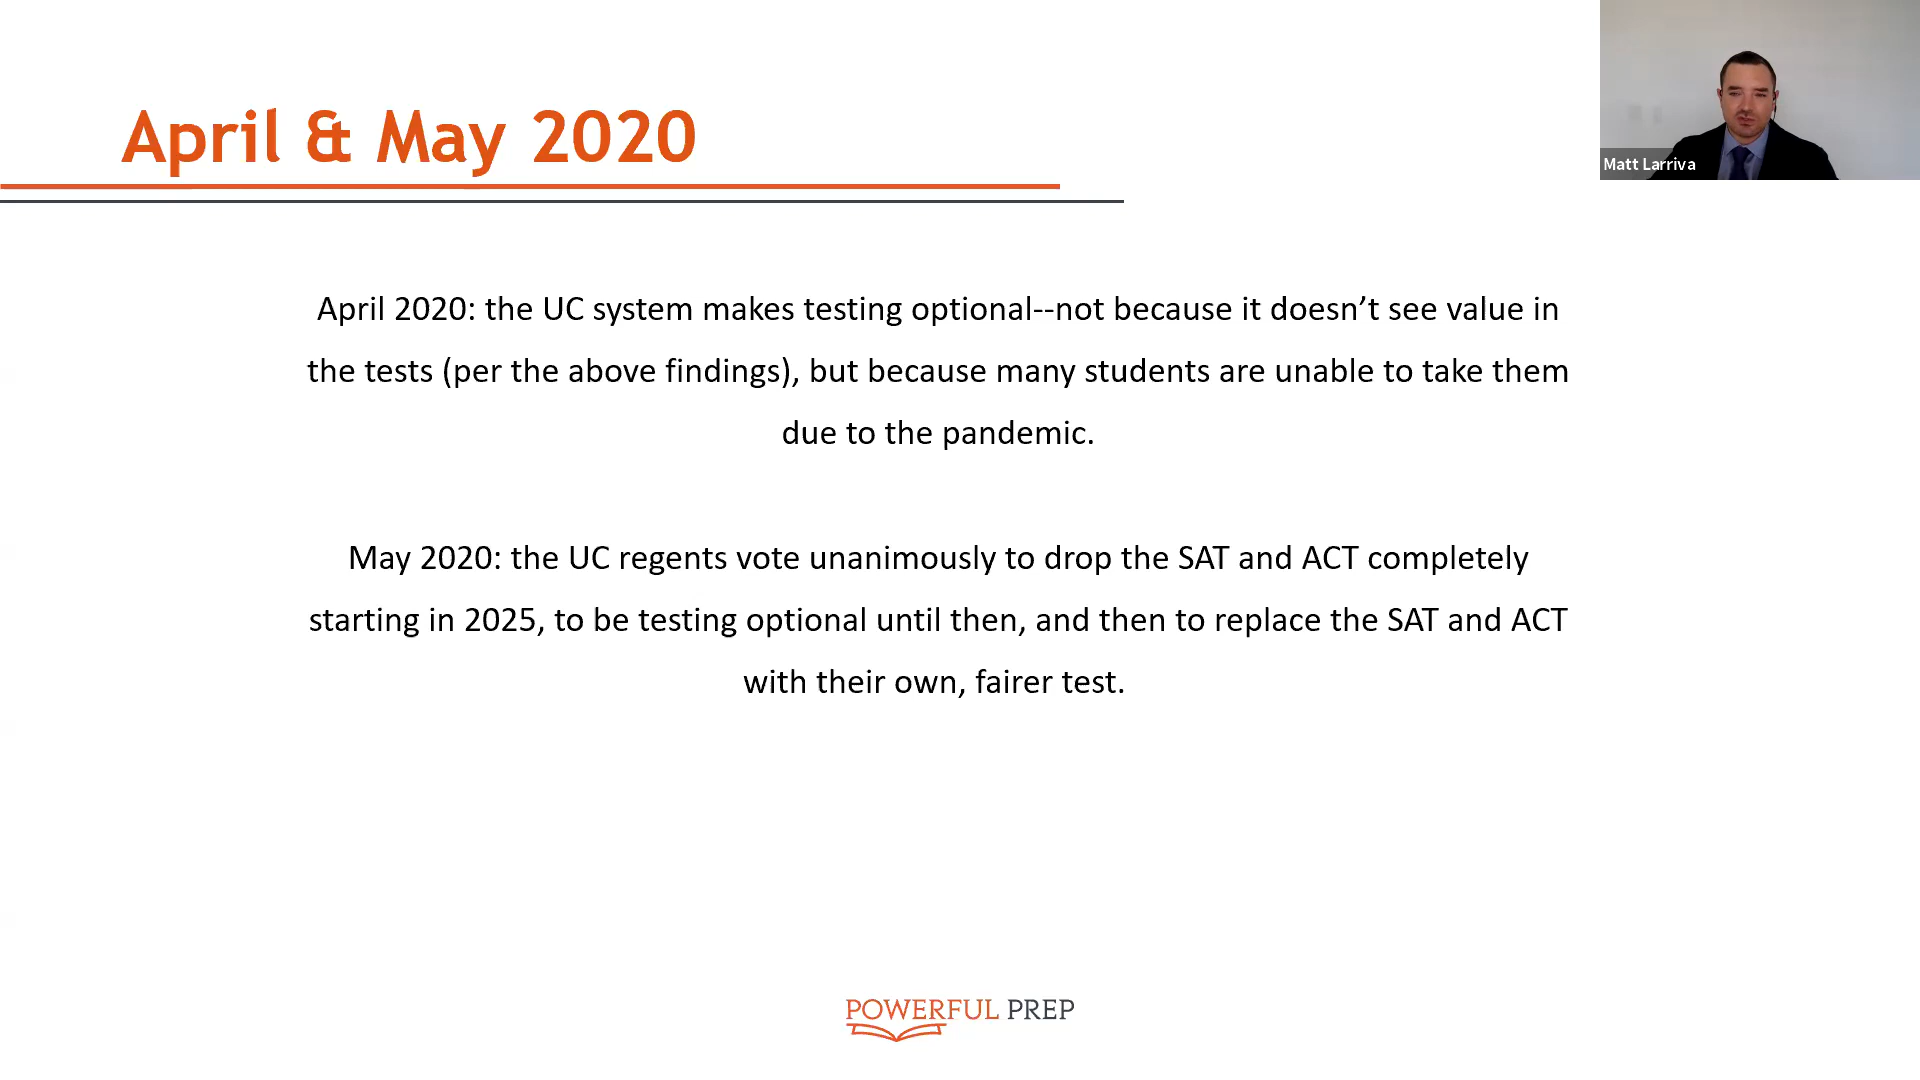 April & May 2020
Matt Larriva
April 2020: the UC system makes testing optional--not because it doesn’t see value in
the tests (per the above findings), but because many students are unable to take them
due to the pandemic.
May 2020: the UC regents vote unanimously to drop the SAT and ACT completely
starting in 2025, to be testing optional until then, and then to replace the SAT and ACT
with their own, fairer test.
POWERFUL PREP